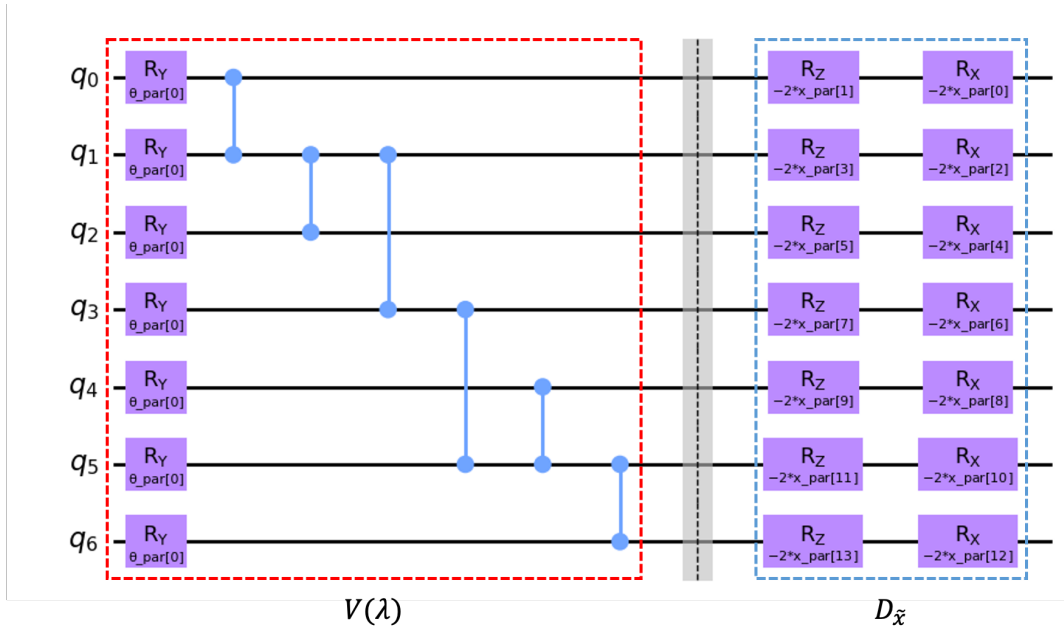 q0 RY RZ RX
θ_par[0] −2*x_par[1] −2*x_par[0]
q1 RY RZ RX
θ_par[0] −2*x_par[3] −2*x_par[2]
q2 RY RZ RX
θ_par[0] −2*x_par[5] −2*x_par[4]
q3 RY RZ RX
θ_par[0] −2*x_par[7] −2*x_par[6]
q4 RY RZ RX
θ_par[0] −2*x_par[9] −2*x_par[8]
q5 RY RZ RX
θ_par[0] −2*x_par[11] −2*x_par[10]
q6 RY RZ RX
θ_par[0] −2*x_par[13] −2*x_par[12]
V(λ) Dx̃